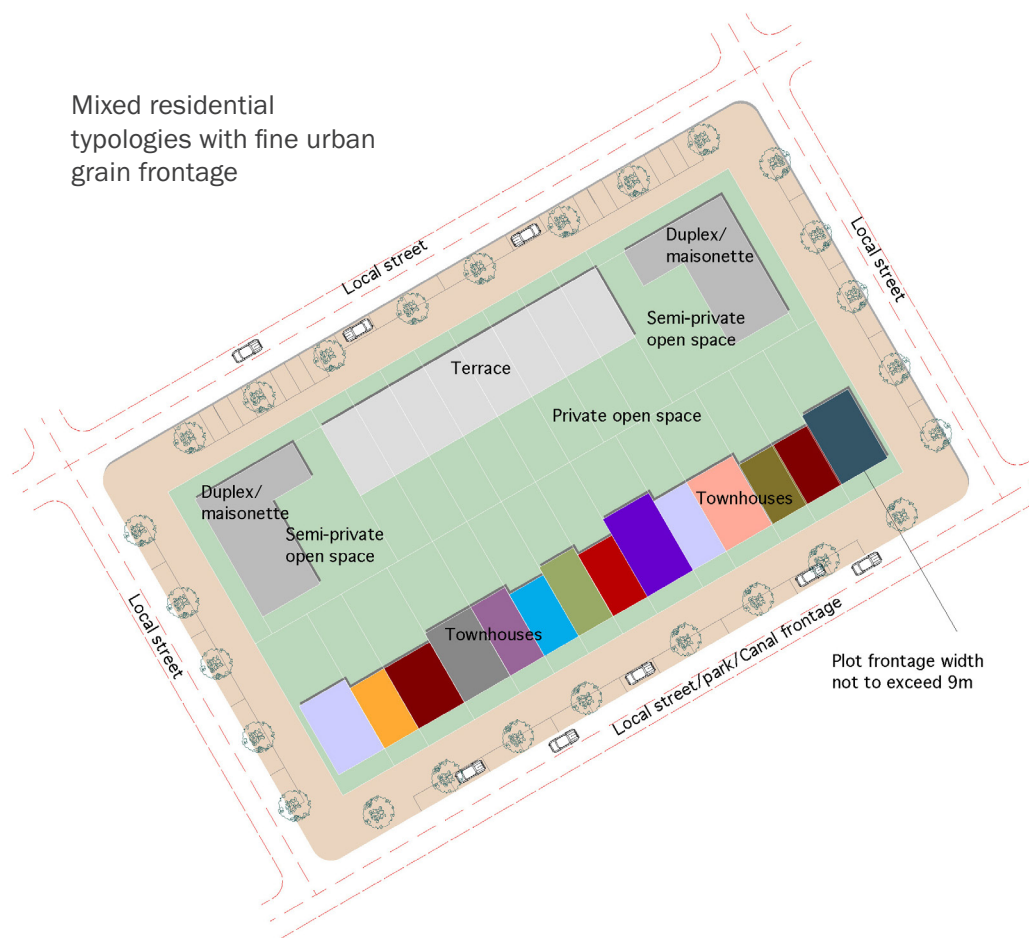 Mixed residential
typologies with fine urban
grain frontage
Local street
Duplex/
maisonette
Local street
Semi-private
open space
Terrace
Private open space
Duplex/
maisonette
Semi-private
open space
Townhouses
Townhouses
Local street
Local street/park/Canal frontage
Plot frontage width
not to exceed 9m